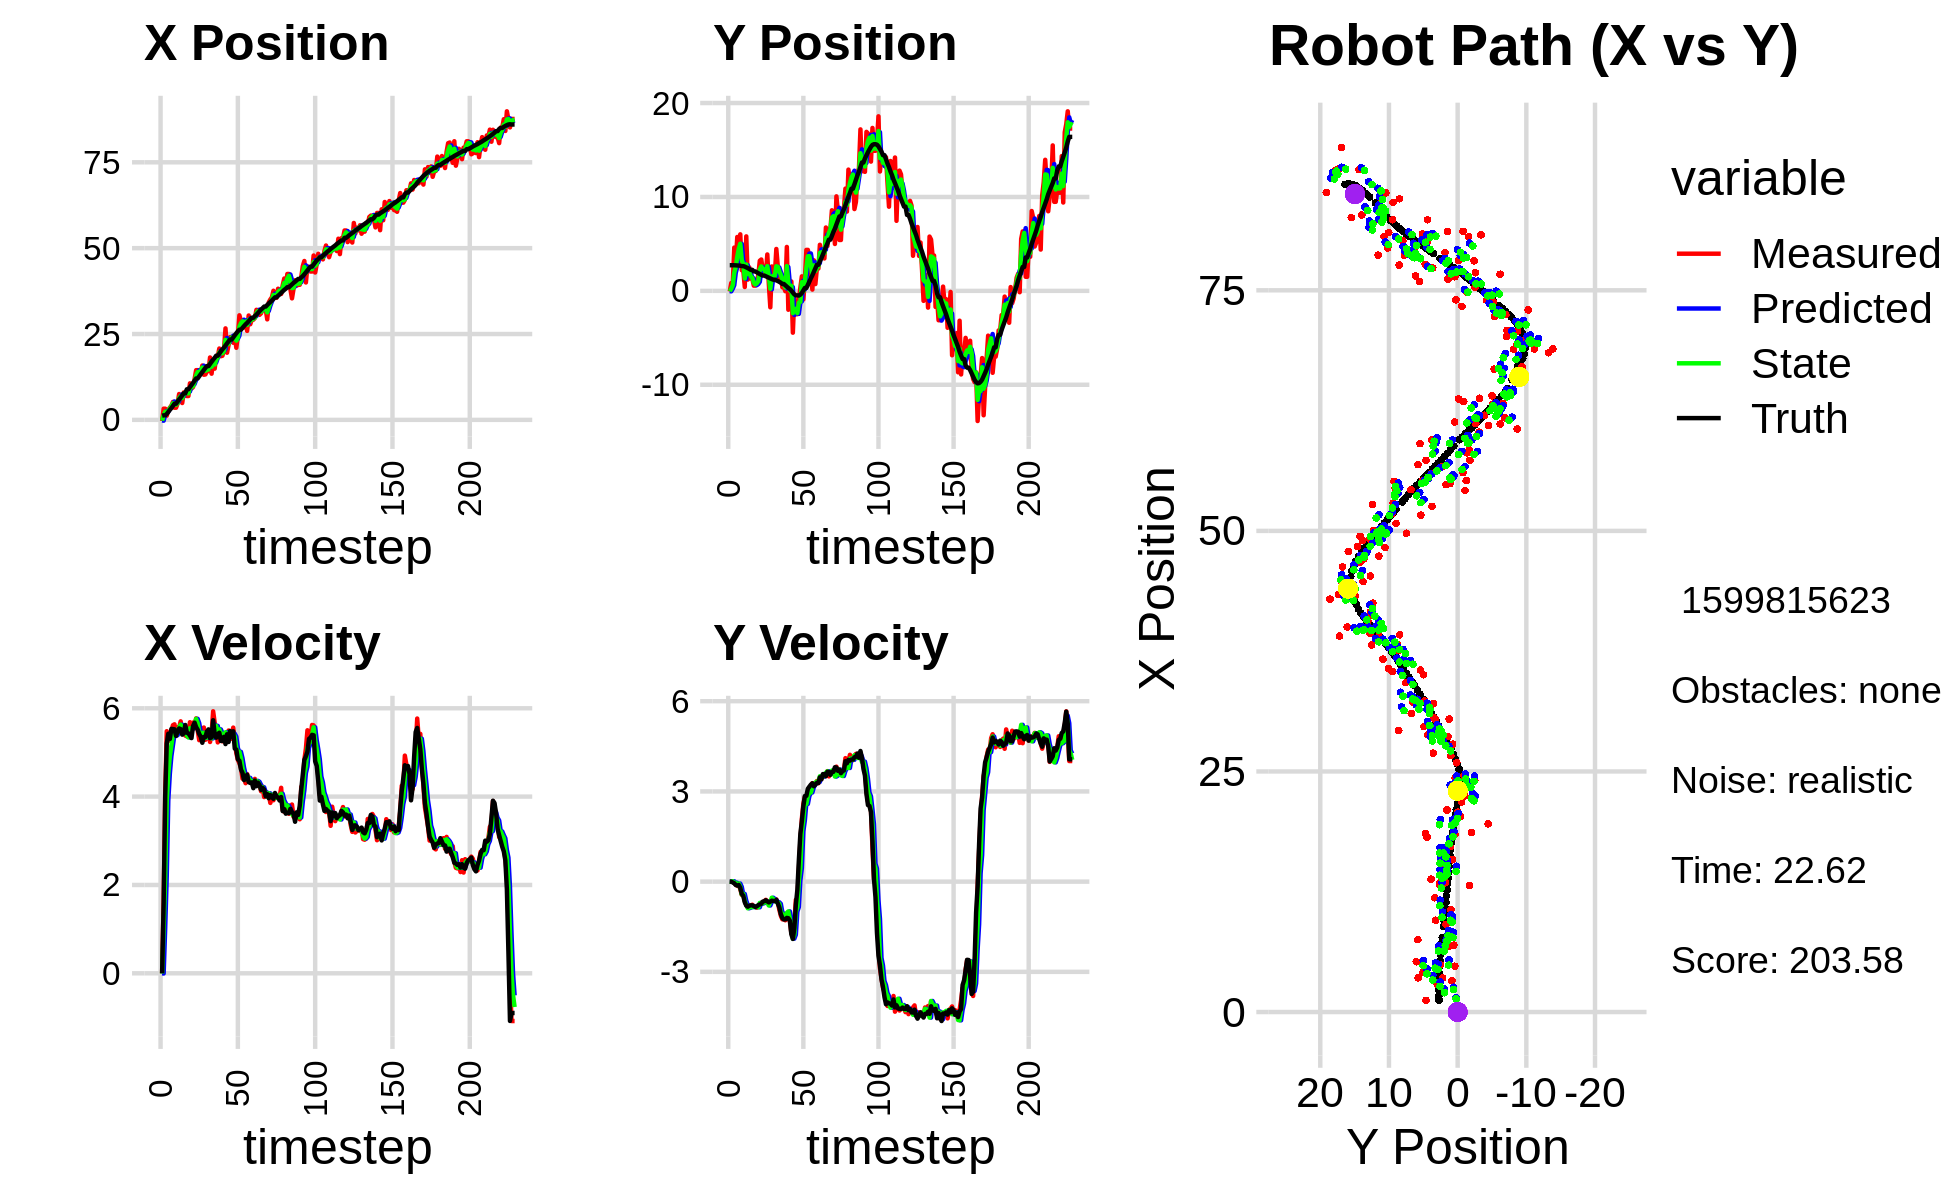 X Position
75
50
25
0
0 50 100 150 200
timestep
Y Position
20
10
0
-10
0 50 100 150 200
timestep
X Velocity
6
4
2
0
0 50 100 150 200
timestep
Y Velocity
6
3
0
-3
0 50 100 150 200
timestep
Robot Path (X vs Y)
X Position
75
50
25
0
20 10 0 -10 -20
Y Position
variable
Measured
Predicted
State
Truth
1599815623
Obstacles: none
Noise: realistic
Time: 22.62
Score: 203.58